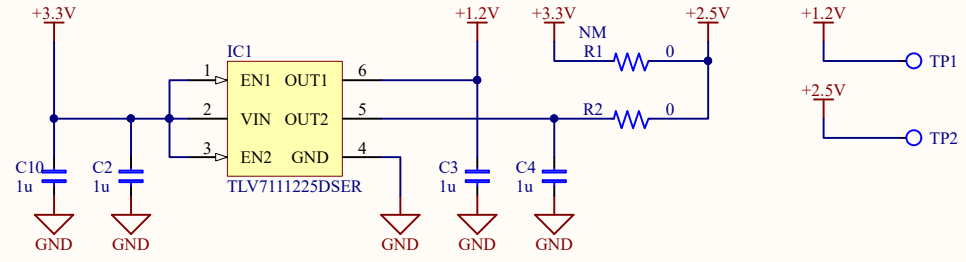 +3.3V
+1.2V
+3.3V
+2.5V
+1.2V
NM
IC1
R1
0
TP1
1
EN1
OUT1
6
+2.5V
2
VIN
OUT2
5
R2
0
TP2
3
EN2
GND
4
C10
1u
C2
1u
C3
1u
C4
1u
TLV7111225DSER
GND
GND
GND
GND
GND